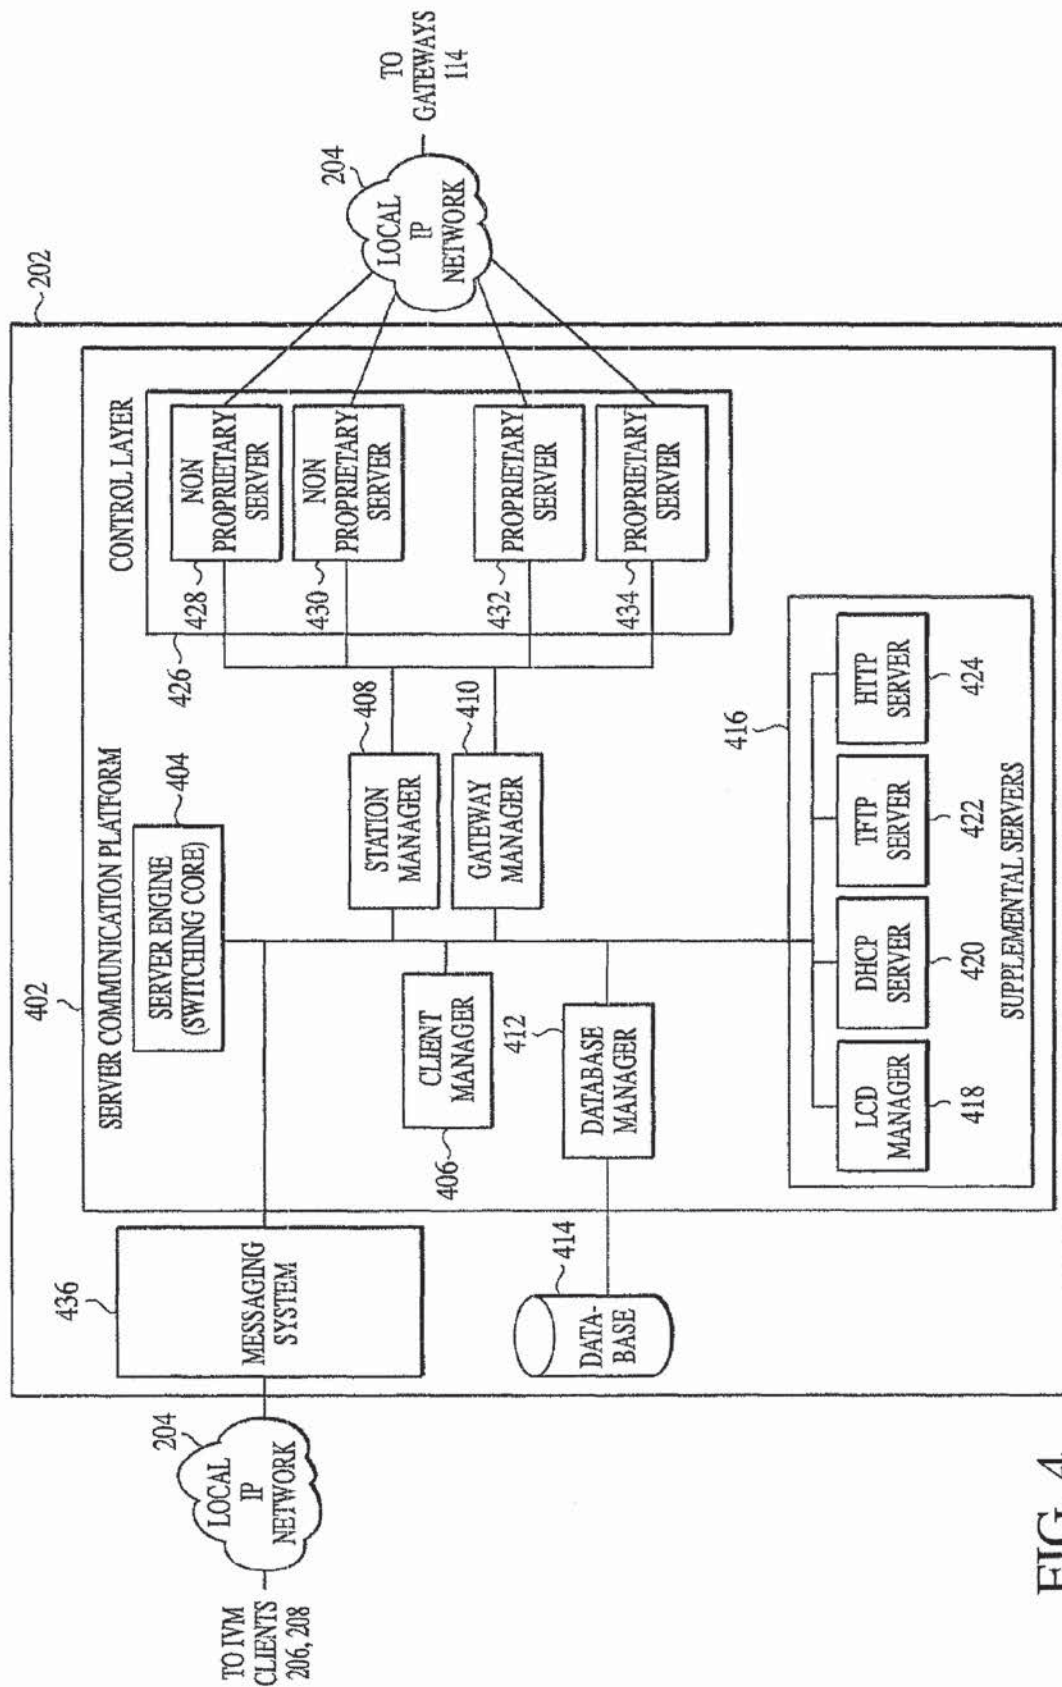 202
402
SERVER COMMUNICATION PLATFORM
404
SERVER ENGINE
(SWITCHING CORE)
CONTROL LAYER
426
428
NON
PROPRIETARY
SERVER
430
NON
PROPRIETARY
SERVER
432
PROPRIETARY
SERVER
434
PROPRIETARY
SERVER
204
LOCAL
IP
NETWORK
TO
GATEWAYS
114
436
MESSAGING
SYSTEM
204
LOCAL
IP
NETWORK
TO IVM
CLIENTS
206, 208
408
STATION
MANAGER
410
GATEWAY
MANAGER
CLIENT
MANAGER
406
412
DATABASE
MANAGER
414
DATA-
BASE
416
LCD
MANAGER
418
DHCP
SERVER
420
TFTP
SERVER
422
HTTP
SERVER
424
SUPPLEMENTAL SERVERS
FIG. 4